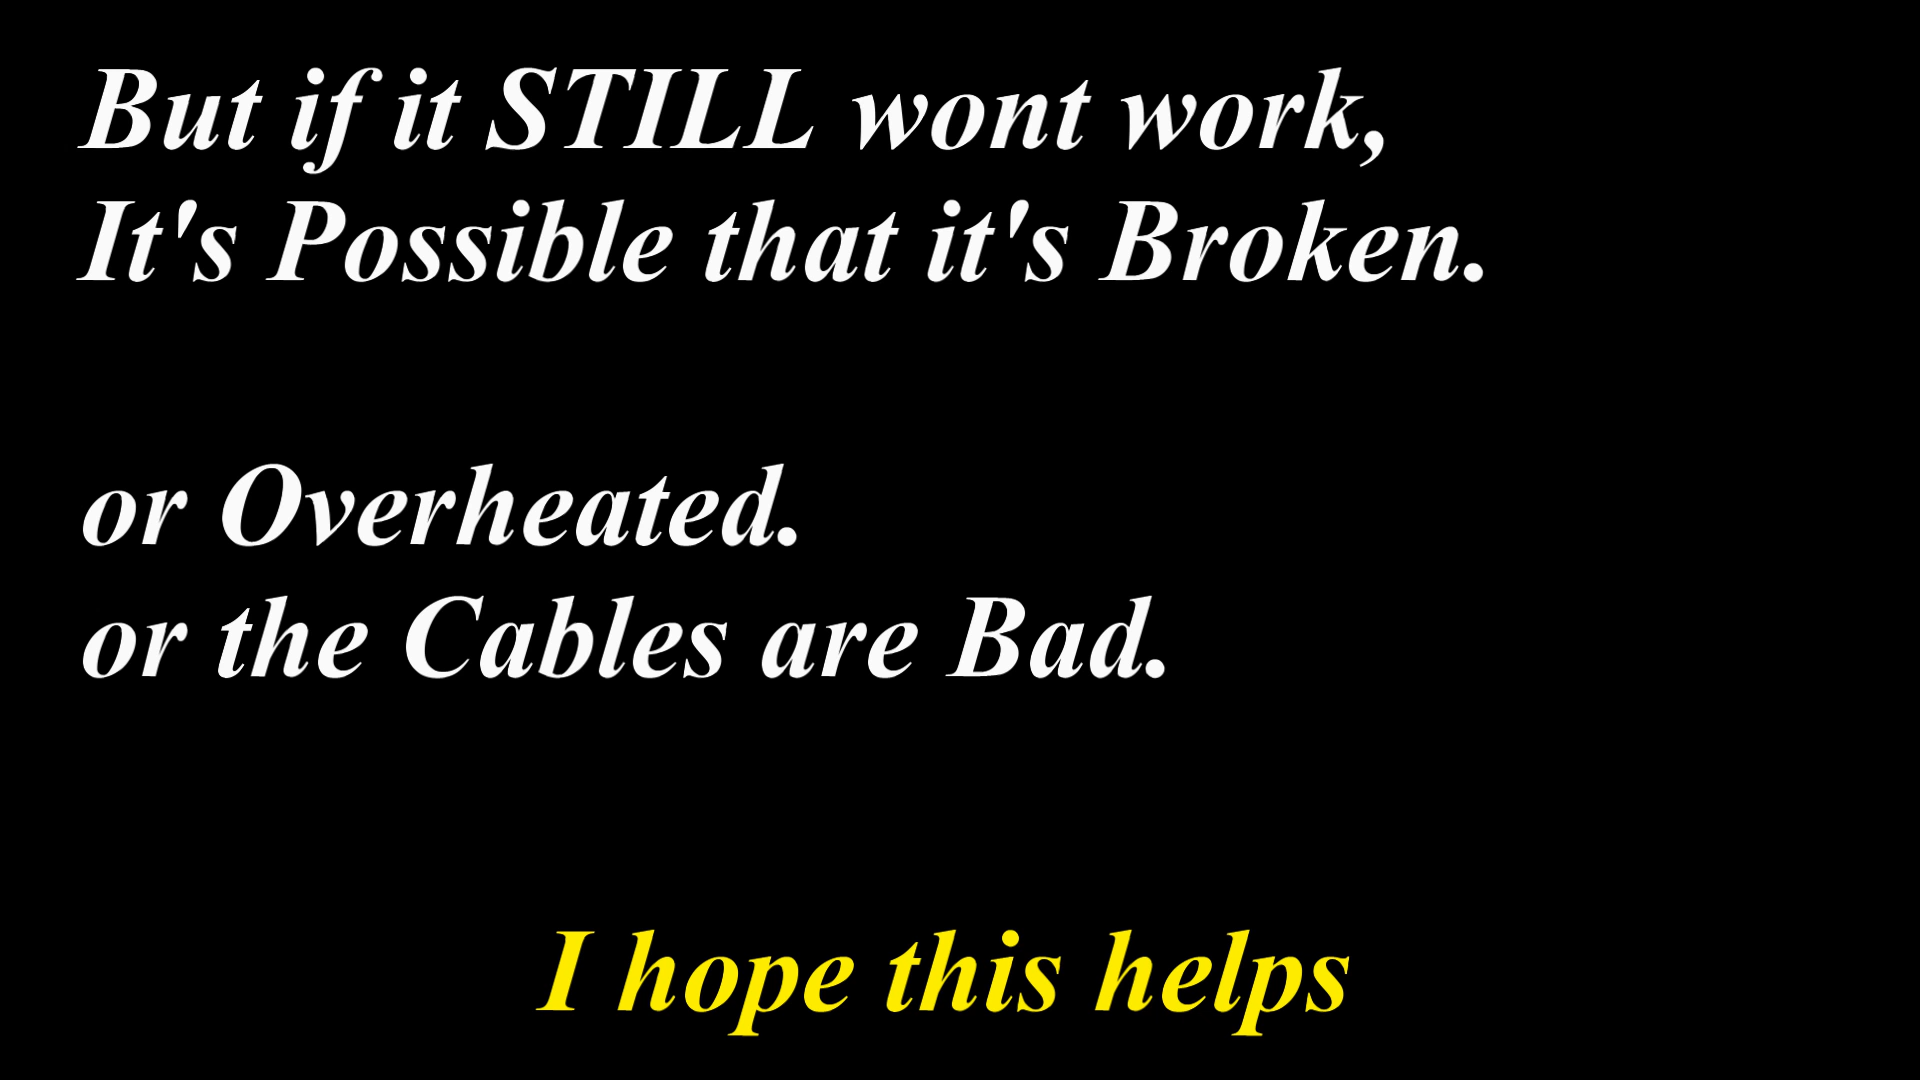 But if it STILL wont work,
It's Possible that it's Broken.
or Overheated.
or the Cables are Bad.
I hope this helps